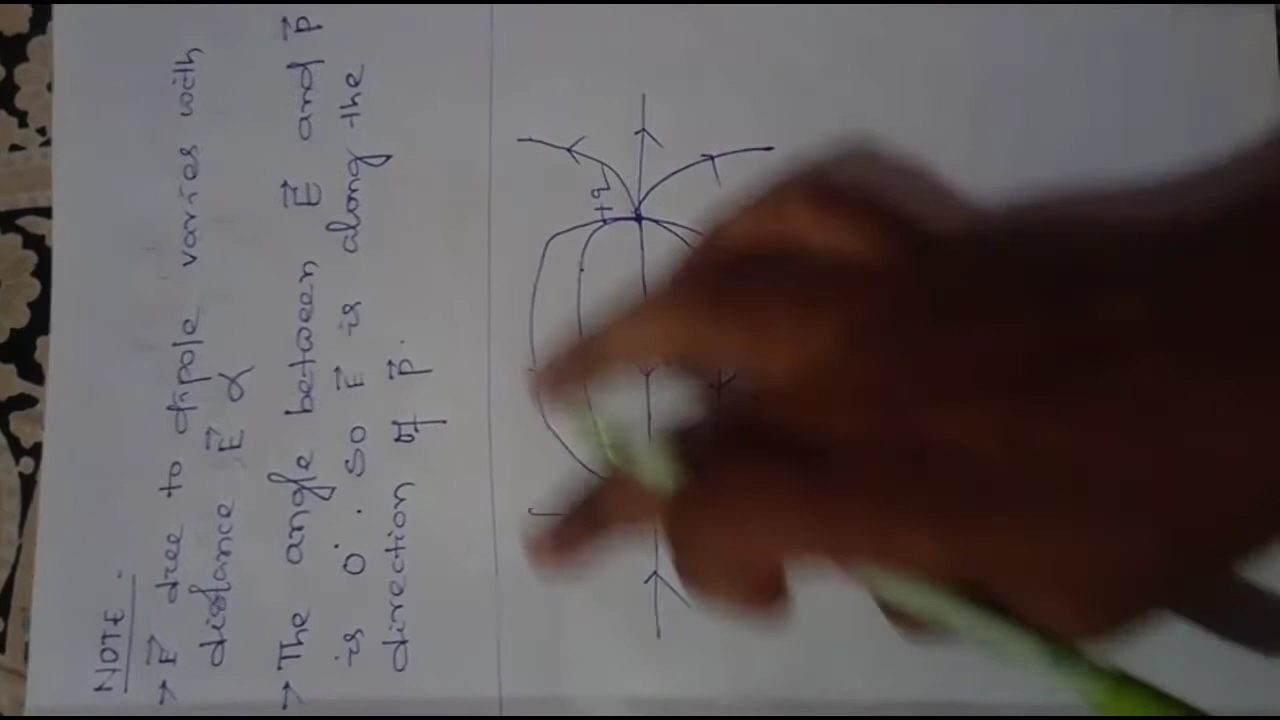 NOTE.
→ E⃗ due to dipole varies with
distance, E⃗ ∝
→ The angle between E⃗ and P⃗
is 0°. So E⃗ is along the
direction of P⃗.
+q